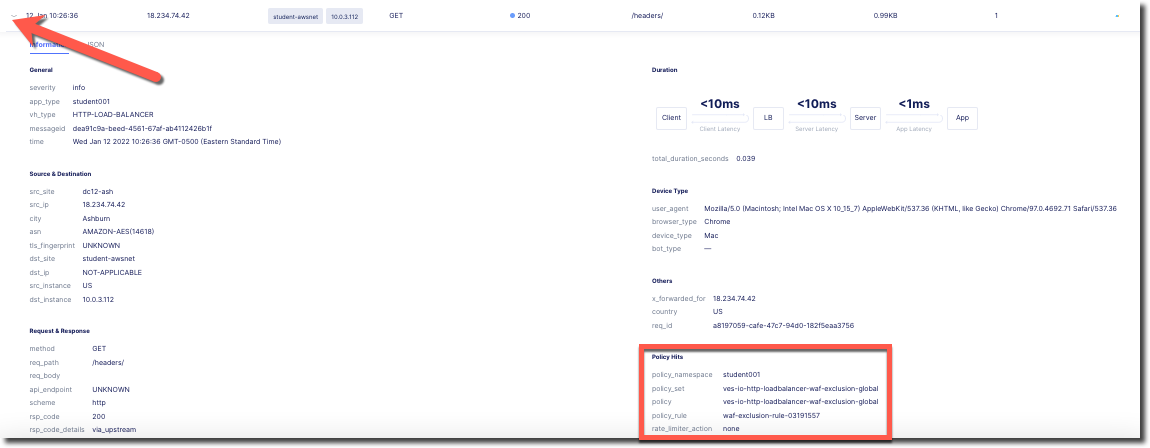 12 Jan 10:26:36 18.234.74.42 student-awsnet 10.0.3.112 GET 200 /headers/ 0.12KB 0.99KB 1 -
Information JSON
General
severity info
app_type student001
vh_type HTTP-LOAD-BALANCER
messageid dea91c9a-beed-4561-67af-ab4112426b1f
time Wed Jan 12 2022 10:26:36 GMT-0500 (Eastern Standard Time)
Source & Destination
src_site dc12-ash
src_ip 18.234.74.42
city Ashburn
asn AMAZON-AES(14618)
tls_fingerprint UNKNOWN
dst_site student-awsnet
dst_ip NOT-APPLICABLE
src_instance US
dst_instance 10.0.3.112
Request & Response
method GET
req_path /headers/
req_body
api_endpoint UNKNOWN
scheme http
rsp_code 200
rsp_code_details via_upstream
Duration
<10ms <10ms <1ms
Client LB Server App
Client Latency Server Latency App Latency
total_duration_seconds 0.039
Device Type
user_agent Mozilla/5.0 (Macintosh; Intel Mac OS X 10_15_7) AppleWebKit/537.36 (KHTML, like Gecko) Chrome/97.0.4692.71 Safari/537.36
browser_type Chrome
device_type Mac
bot_type —
Others
x_forwarded_for 18.234.74.42
country US
req_id a8197059-cafe-47c7-94d0-182f5eaa3756
Policy Hits
policy_namespace student001
policy_set ves-io-http-loadbalancer-waf-exclusion-global
policy ves-io-http-loadbalancer-waf-exclusion-global
policy_rule waf-exclusion-rule-03191557
rate_limiter_action none